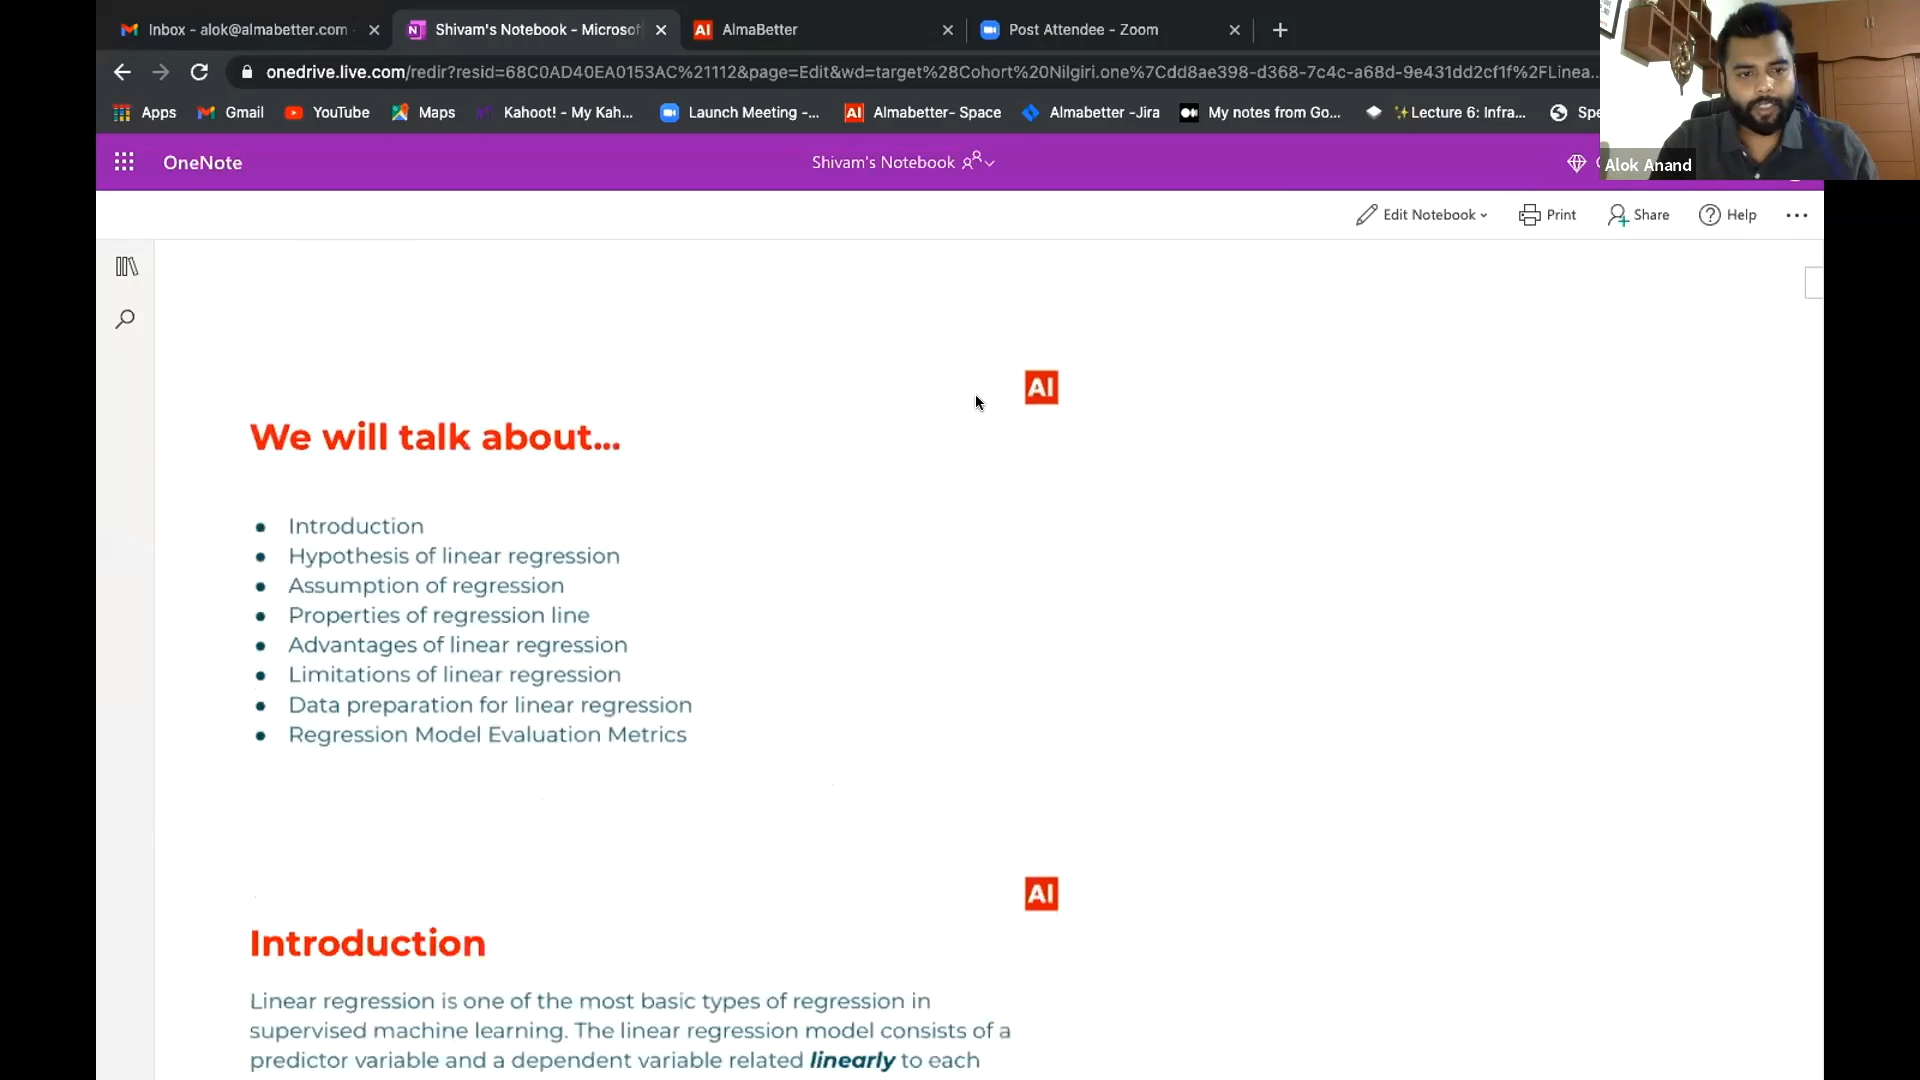 Inbox - alok@almabetter.com
Shivam's Notebook - Microsof
AI AlmaBetter
Post Attendee - Zoom
onedrive.live.com/redir?resid=68C0AD40EA0153AC%21112&page=Edit&wd=target%28Cohort%20Nilgiri.one%7Cdd8ae398-d368-7c4c-a68d-9e431dd2cf1f%2FLinea...
Apps
Gmail
YouTube
Maps
Kahoot! - My Kah...
Launch Meeting -...
AI Almabetter- Space
Almabetter -Jira
My notes from Go...
✨Lecture 6: Infra...
Spe
Alok Anand
OneNote
Shivam's Notebook
Edit Notebook
Print
Share
Help
AI
We will talk about...
● Introduction
● Hypothesis of linear regression
● Assumption of regression
● Properties of regression line
● Advantages of linear regression
● Limitations of linear regression
● Data preparation for linear regression
● Regression Model Evaluation Metrics
AI
Introduction
Linear regression is one of the most basic types of regression in
supervised machine learning. The linear regression model consists of a
predictor variable and a dependent variable related linearly to each